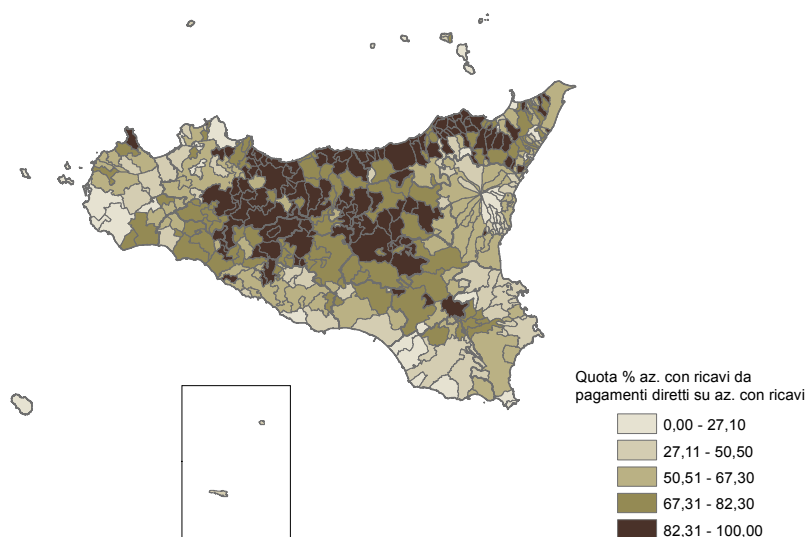 Quota % az. con ricavi da
pagamenti diretti su az. con ricavi
0,00 - 27,10
27,11 - 50,50
50,51 - 67,30
67,31 - 82,30
82,31 - 100,00